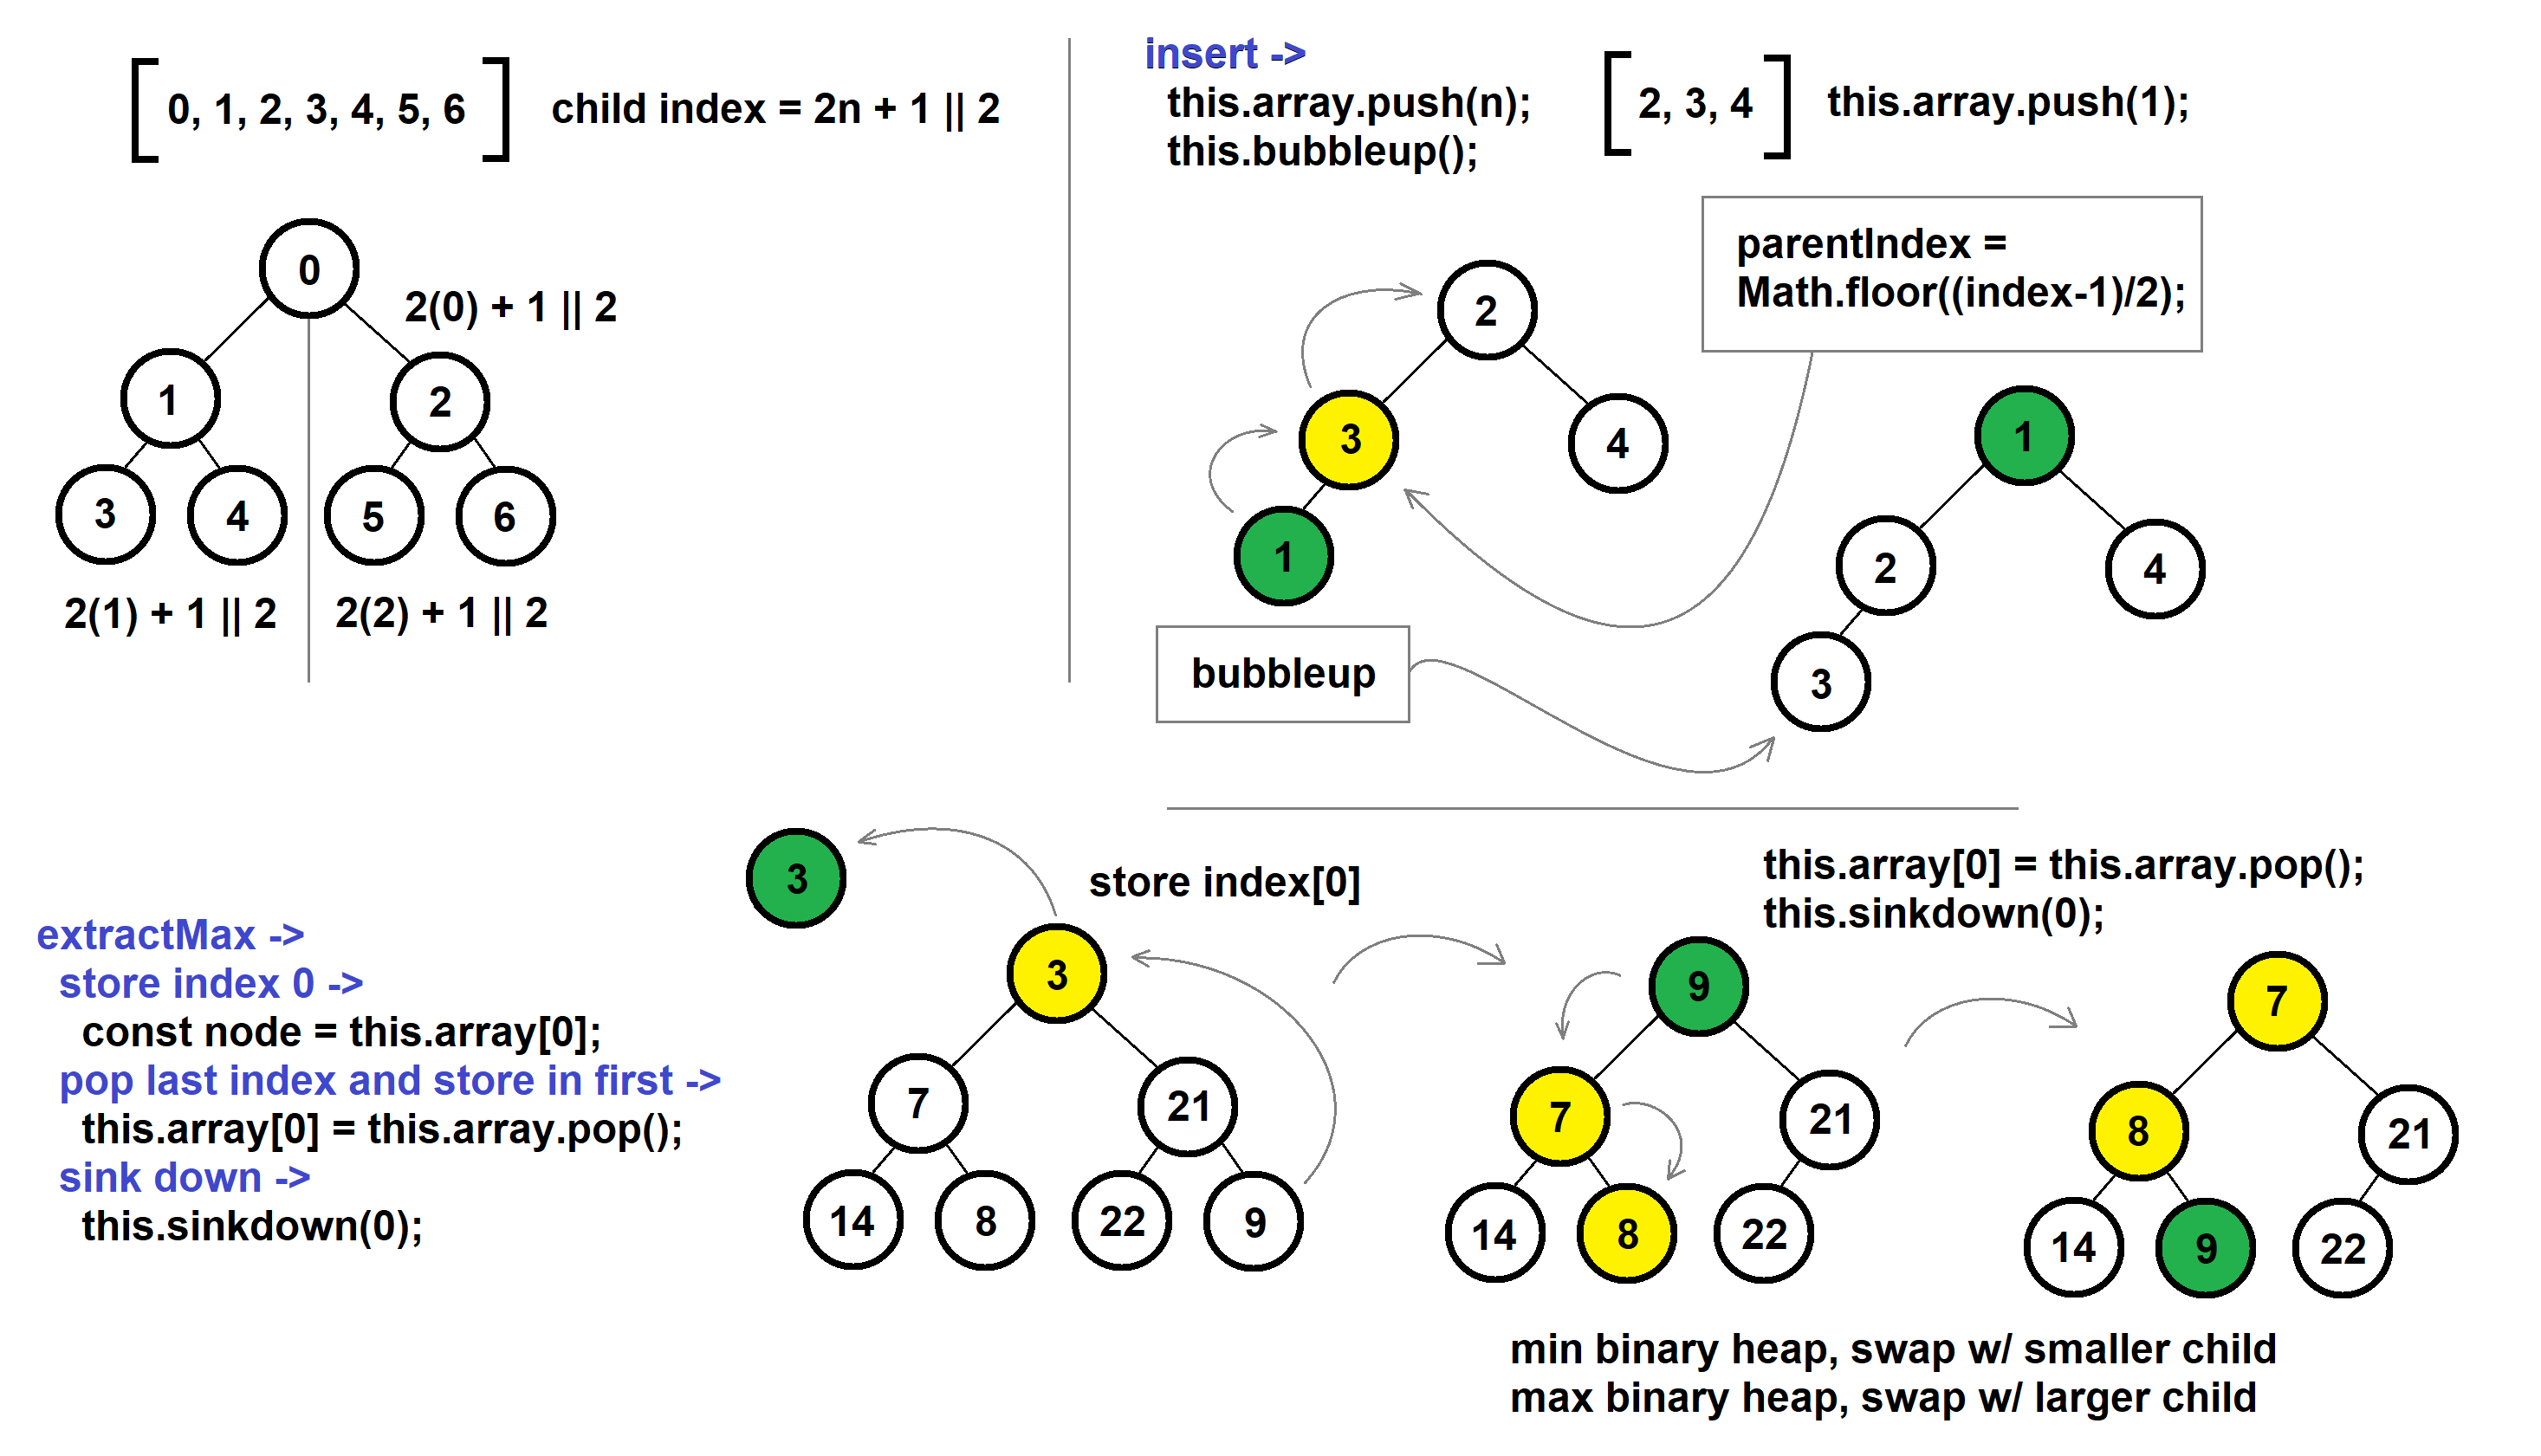 0, 1, 2, 3, 4, 5, 6
child index = 2n + 1 || 2
0
2(0) + 1 || 2
1
2
3
4
5
6
2(1) + 1 || 2
2(2) + 1 || 2
insert ->
this.array.push(n);
this.bubbleup();
2, 3, 4
this.array.push(1);
parentIndex =
Math.floor((index-1)/2);
2
3
4
1
bubbleup
1
2
4
3
extractMax ->
store index 0 ->
const node = this.array[0];
pop last index and store in first ->
this.array[0] = this.array.pop();
sink down ->
this.sinkdown(0);
3
store index[0]
3
7
21
14
8
22
9
this.array[0] = this.array.pop();
this.sinkdown(0);
9
7
21
14
8
22
7
8
21
14
9
22
min binary heap, swap w/ smaller child
max binary heap, swap w/ larger child